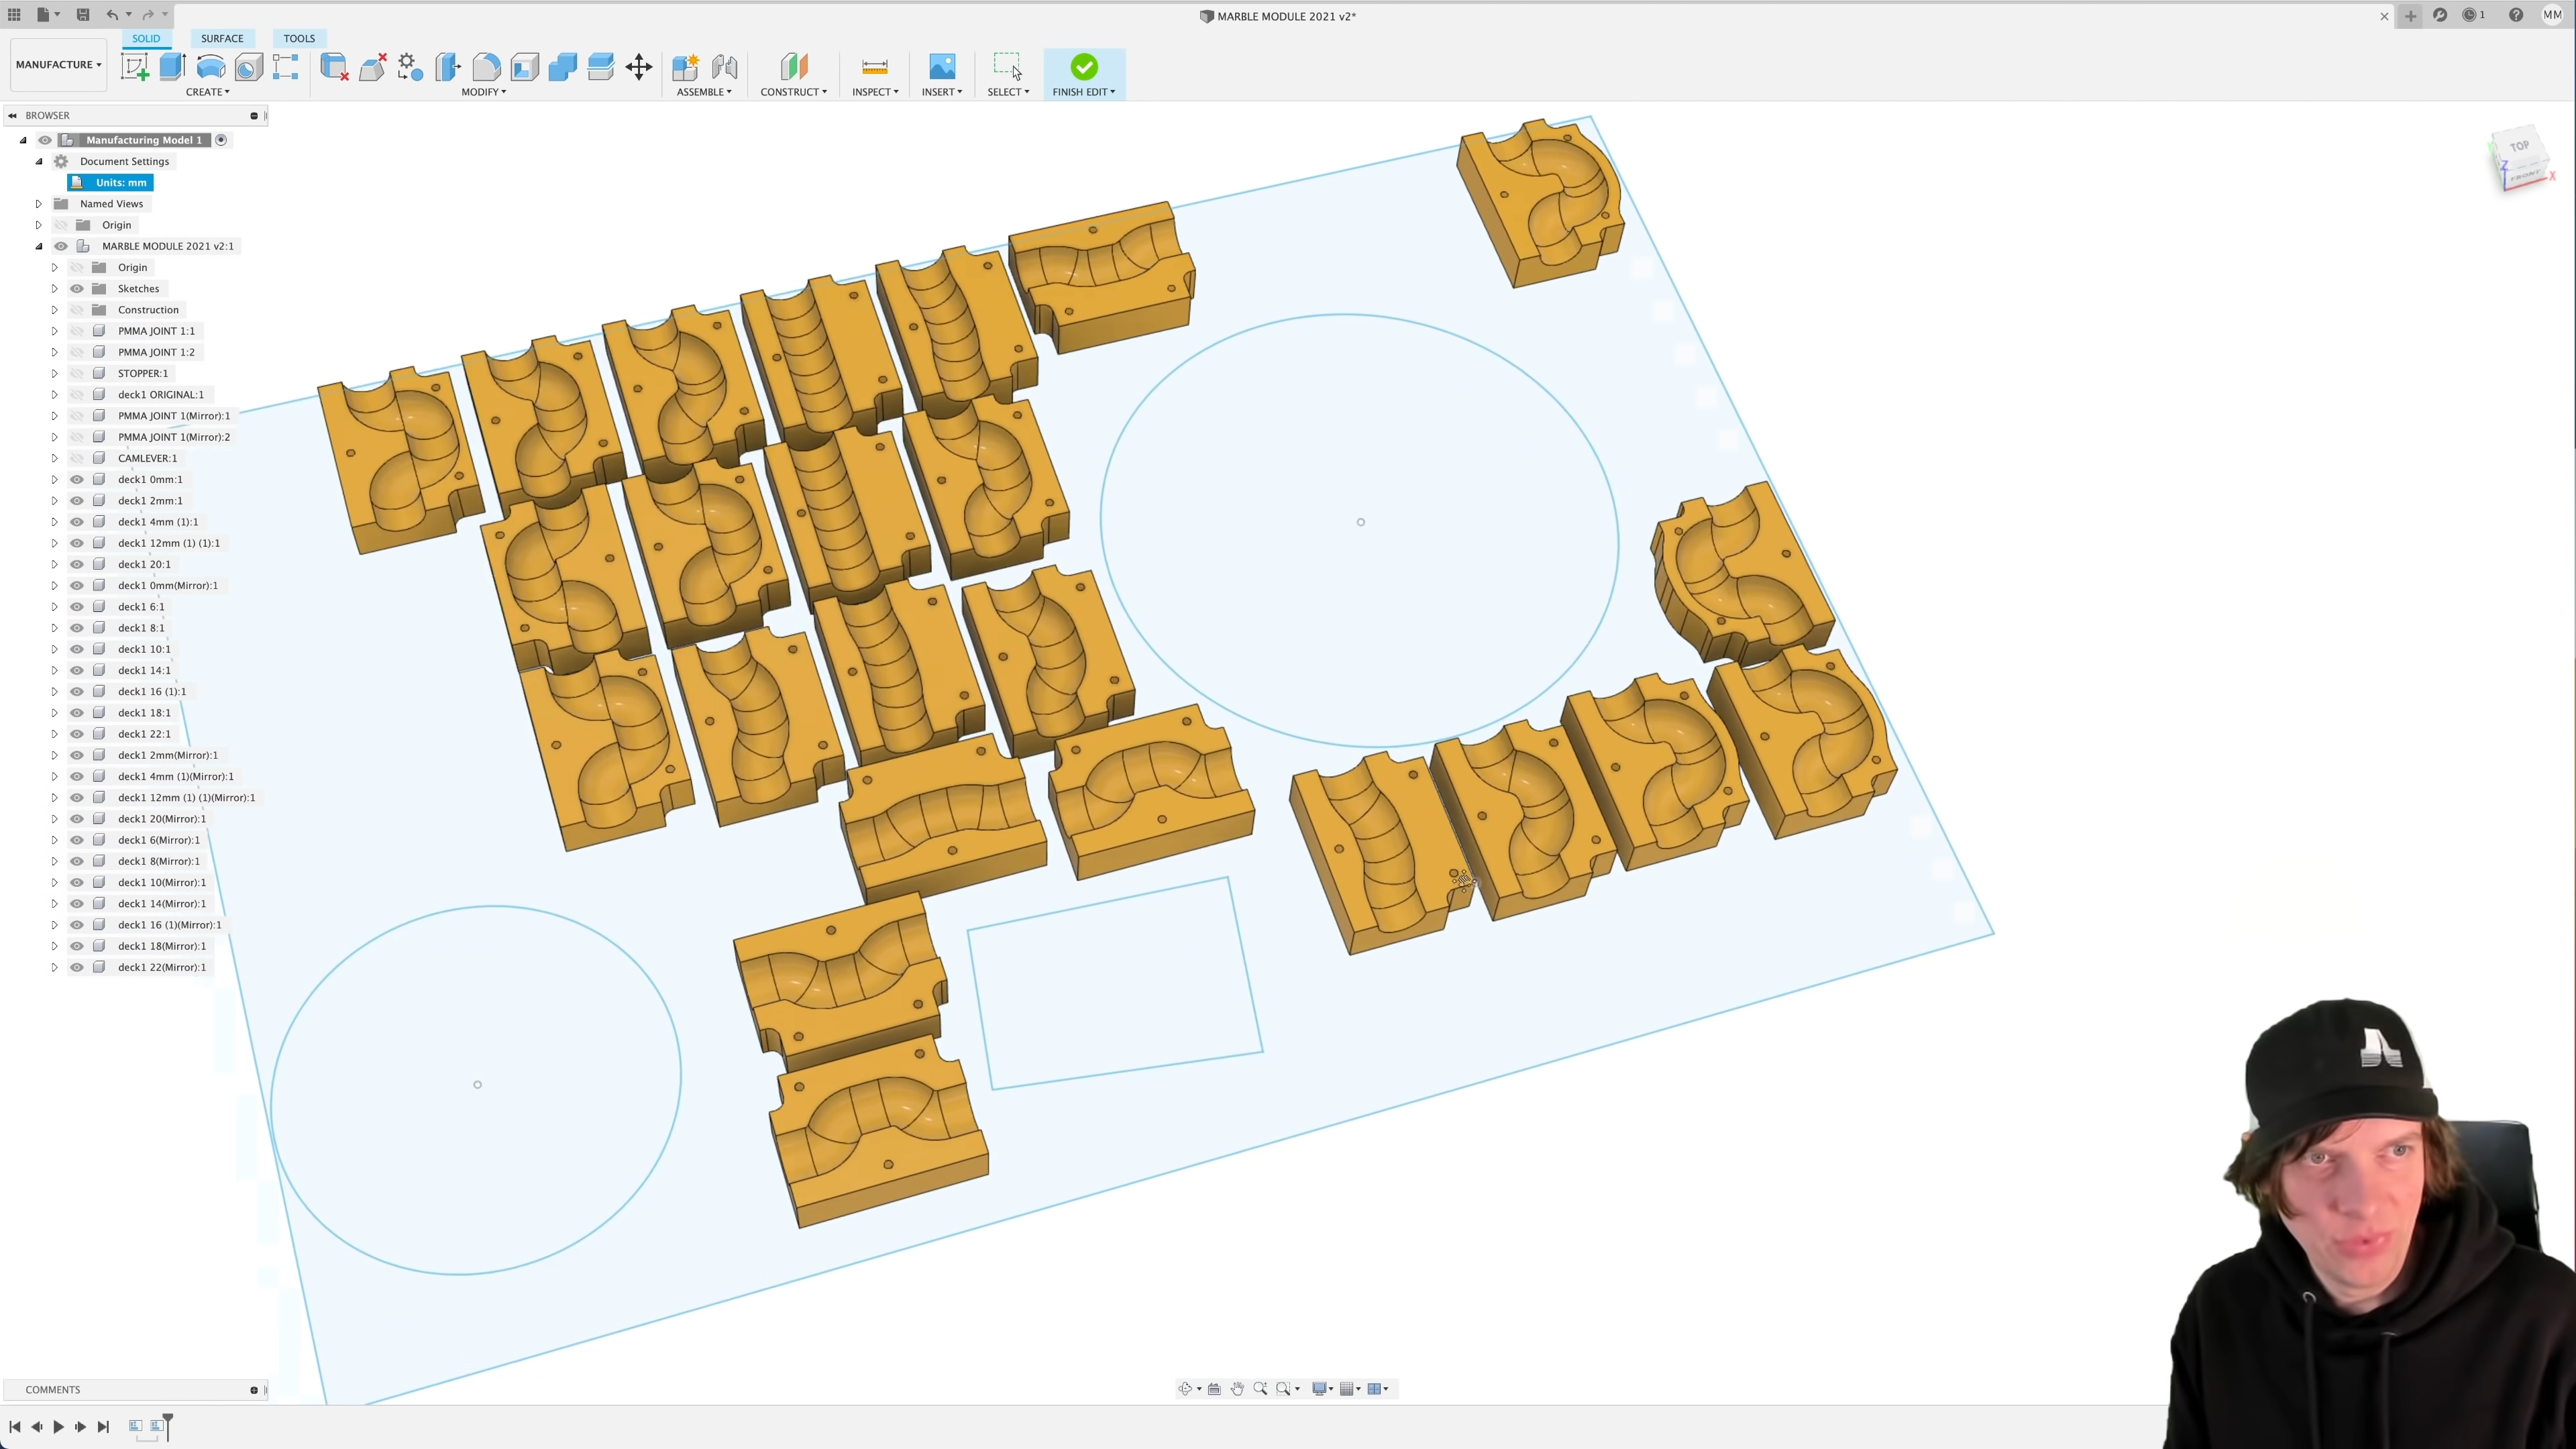 MARBLE MODULE 2021 v2*
1
MM
MANUFACTURE
SOLID
SURFACE
TOOLS
CREATE
MODIFY
ASSEMBLE
CONSTRUCT
INSPECT
INSERT
SELECT
FINISH EDIT
BROWSER
Manufacturing Model 1
Document Settings
Units: mm
Named Views
Origin
MARBLE MODULE 2021 v2:1
Origin
Sketches
Construction
PMMA JOINT 1:1
PMMA JOINT 1:2
STOPPER:1
deck1 ORIGINAL:1
PMMA JOINT 1(Mirror):1
PMMA JOINT 1(Mirror):2
CAMLEVER:1
deck1 0mm:1
deck1 2mm:1
deck1 4mm (1):1
deck1 12mm (1) (1):1
deck1 20:1
deck1 0mm(Mirror):1
deck1 6:1
deck1 8:1
deck1 10:1
deck1 14:1
deck1 16 (1):1
deck1 18:1
deck1 22:1
deck1 2mm(Mirror):1
deck1 4mm (1)(Mirror):1
deck1 12mm (1) (1)(Mirror):1
deck1 20(Mirror):1
deck1 6(Mirror):1
deck1 8(Mirror):1
deck1 10(Mirror):1
deck1 14(Mirror):1
deck1 16 (1)(Mirror):1
deck1 18(Mirror):1
deck1 22(Mirror):1
TOP
FRONT
Z
X
COMMENTS